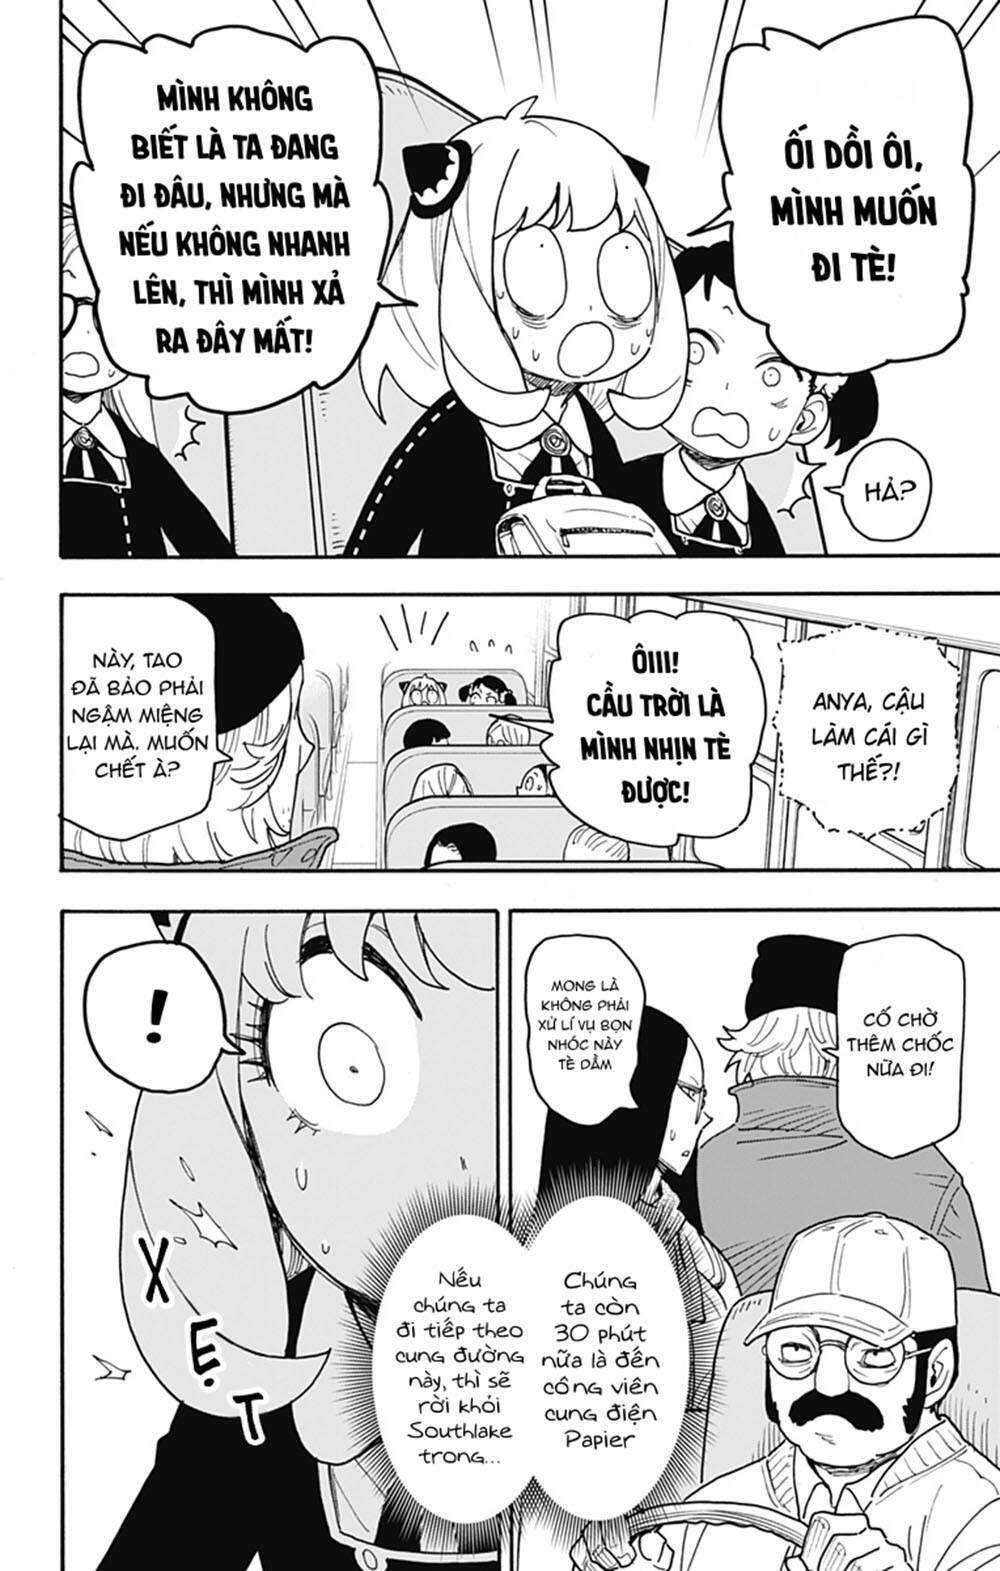 ỐI DỒI ÔI,
MÌNH MUỐN
ĐI TÈ!
MÌNH KHÔNG
BIẾT LÀ TA ĐANG
ĐI ĐÂU, NHƯNG MÀ
NẾU KHÔNG NHANH
LÊN, THÌ MÌNH XẢ
RA ĐÂY MẤT!
HẢ?
ANYA, CẬU
LÀM CÁI GÌ
THẾ?!
ÔIII!
CẦU TRỜI LÀ
MÌNH NHỊN TÈ
ĐƯỢC!
NÀY, TAO
ĐÃ BẢO PHẢI
NGẬM MIỆNG
LẠI MÀ. MUỐN
CHẾT À?
CỐ CHỜ
THÊM CHỐC
NỮA ĐI!
MONG LÀ
KHÔNG PHẢI
XỬ LÍ VỤ BỌN
NHÓC NÀY
TÈ DẦM
Chúng
ta còn
30 phút
nữa là đến
công viên
cung điện
Papier
Nếu
chúng ta
đi tiếp theo
cung đường
này, thì sẽ
rời khỏi
Southlake
trong...
!
XẸT